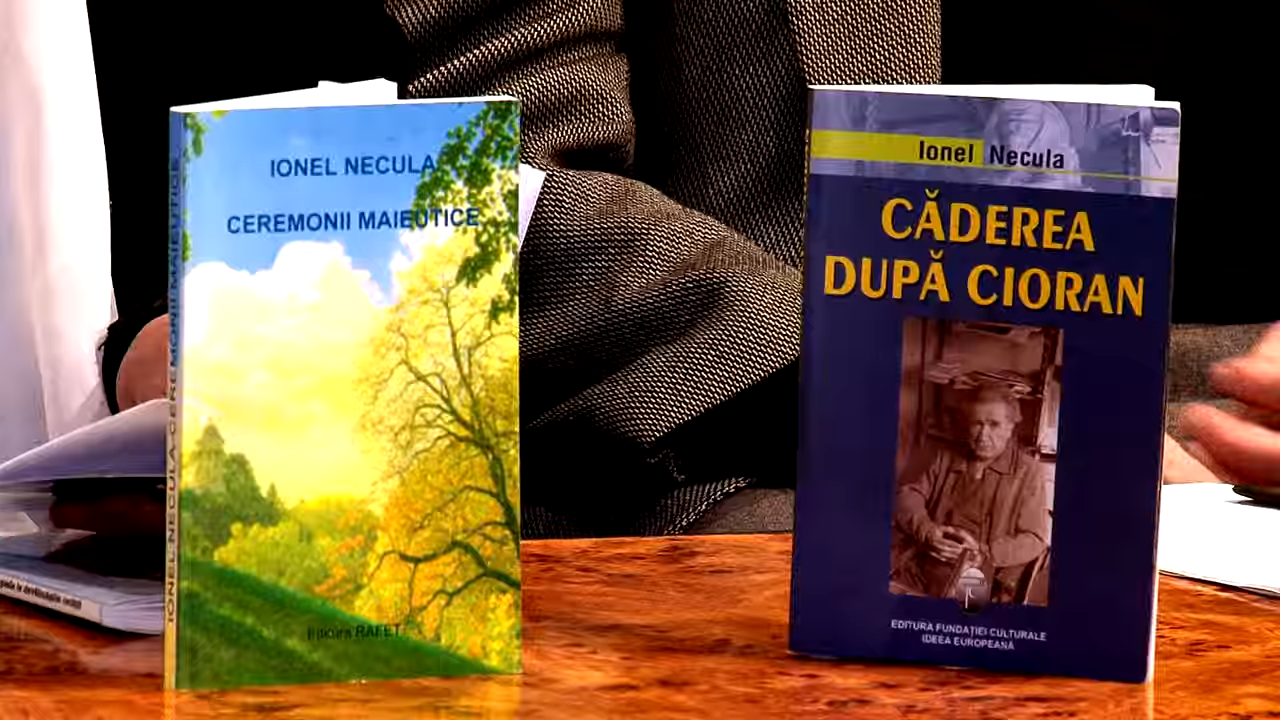 IONEL NECULA
CEREMONII MAIEUTICE
IONEL NECULA CEREMONII MAIEUTICE
Editura RAFET
Ionel Necula
CĂDEREA
DUPĂ CIORAN
EDITURA FUNDAȚIEI CULTURALE
IDEEA EUROPEANĂ